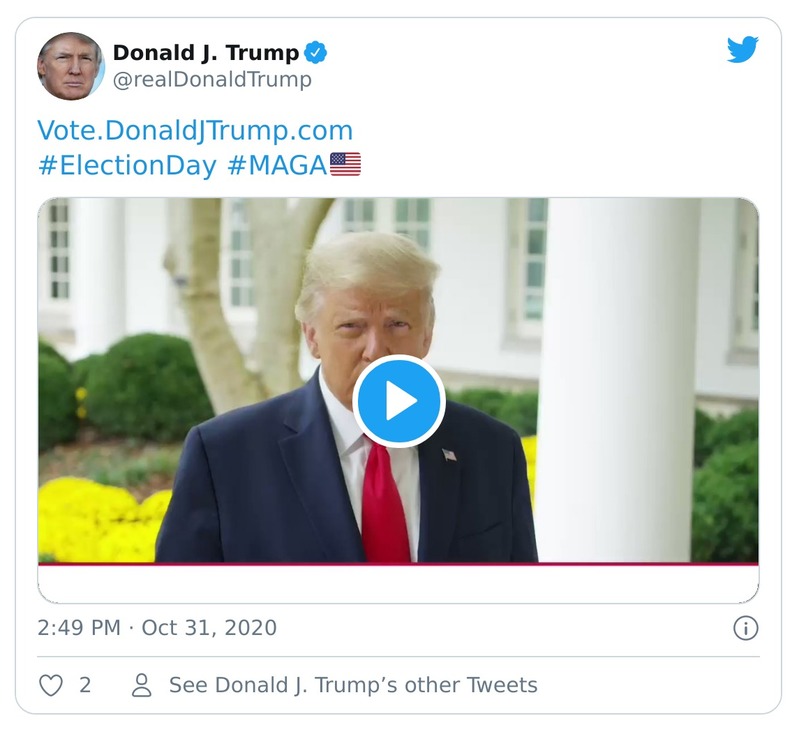 Donald J. Trump
@realDonaldTrump
Vote.DonaldJTrump.com
#ElectionDay #MAGA🇺🇸
2:49 PM · Oct 31, 2020
2
See Donald J. Trump’s other Tweets